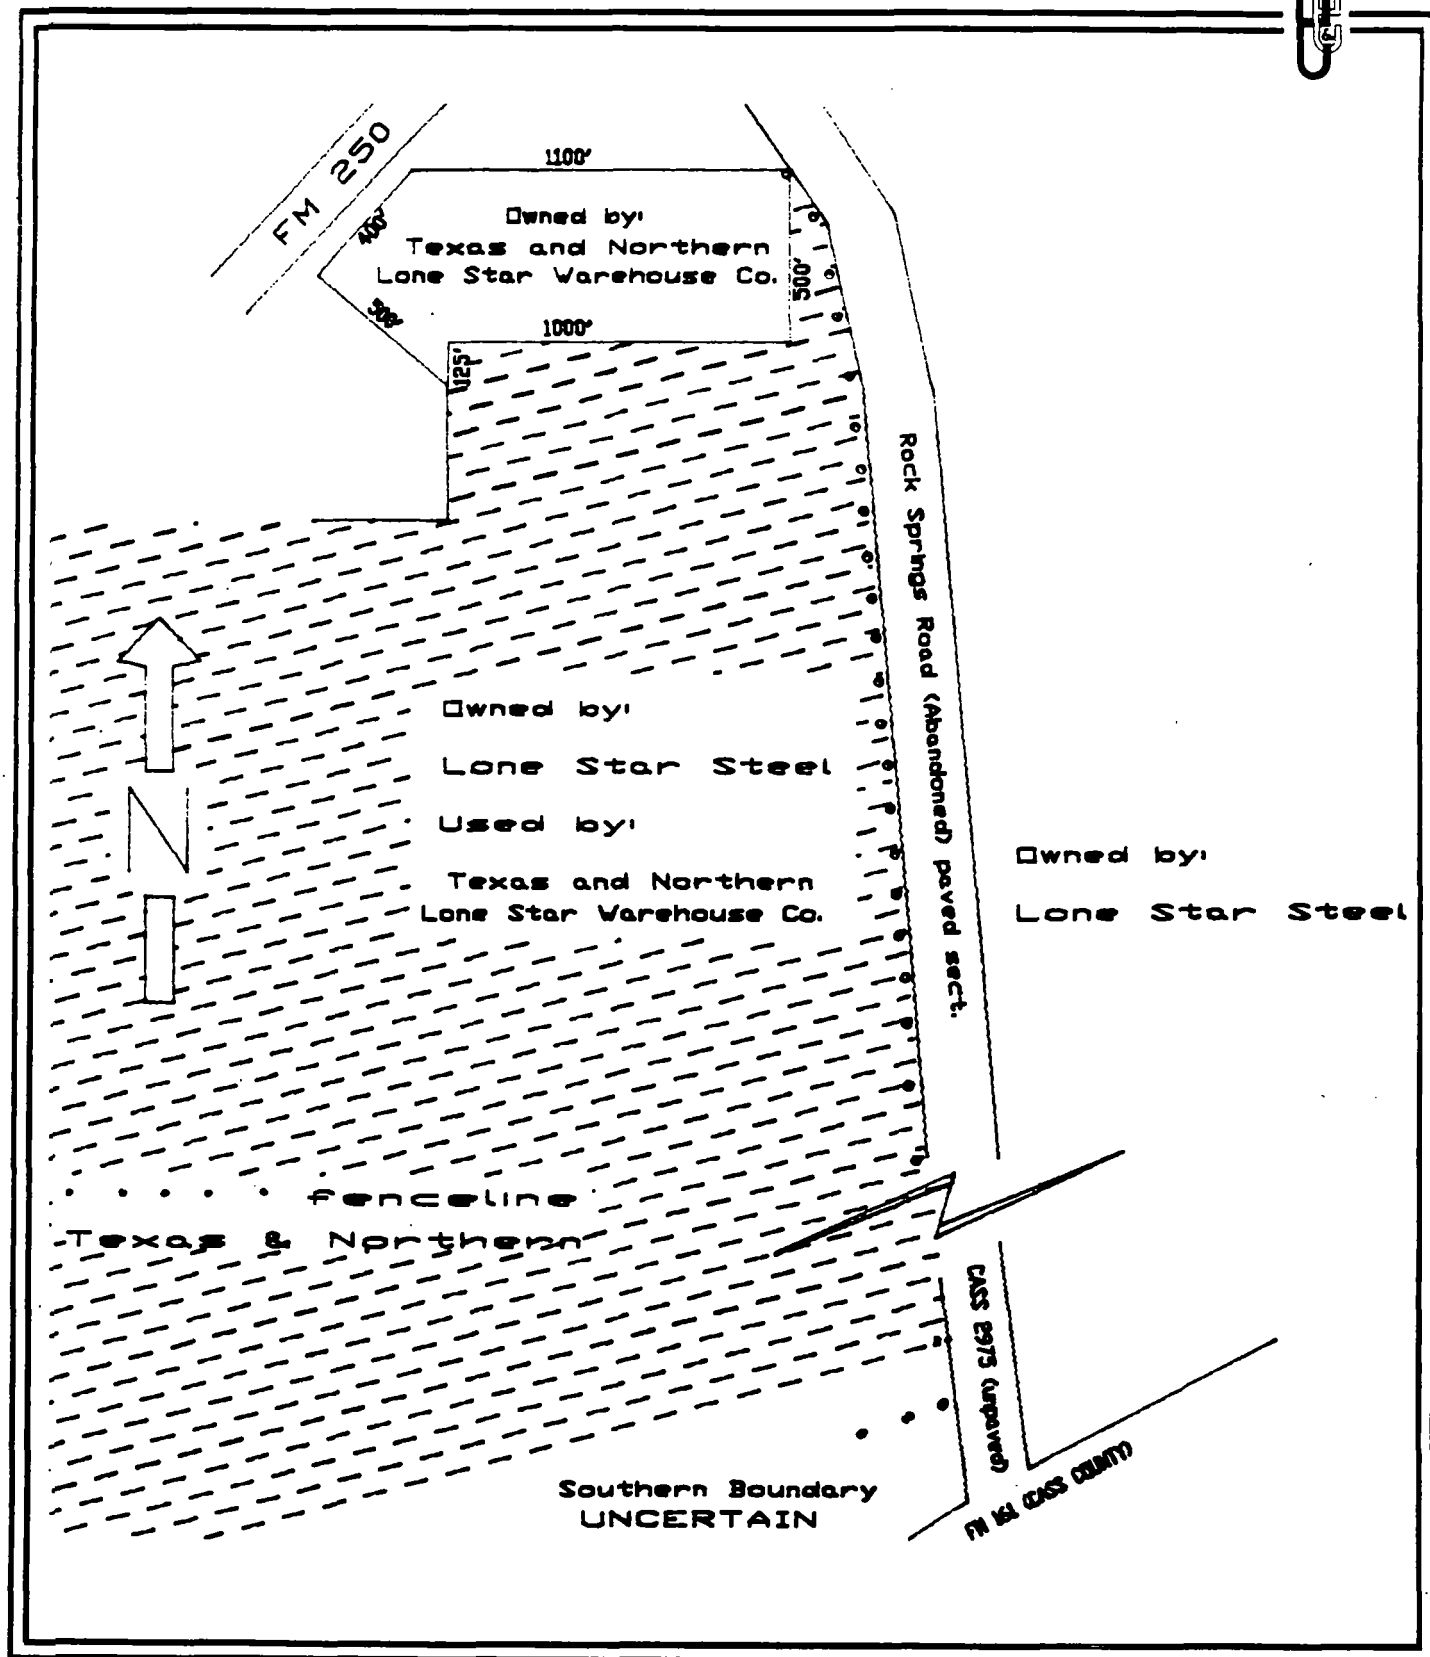 FM 250
1100'
400'
Owned by:
Texas and Northern
Lone Star Warehouse Co.
500'
500'
1000'
125'
Rock Springs Road (Abandoned) paved sect.
Owned by:
Lone Star Steel
Used by:
Texas and Northern
Lone Star Warehouse Co.
N
Owned by:
Lone Star Steel
fenceline
Texas & Northern
CASS 2975 (unpaved)
Southern Boundary
UNCERTAIN
FM 161 (CASS COUNTY)